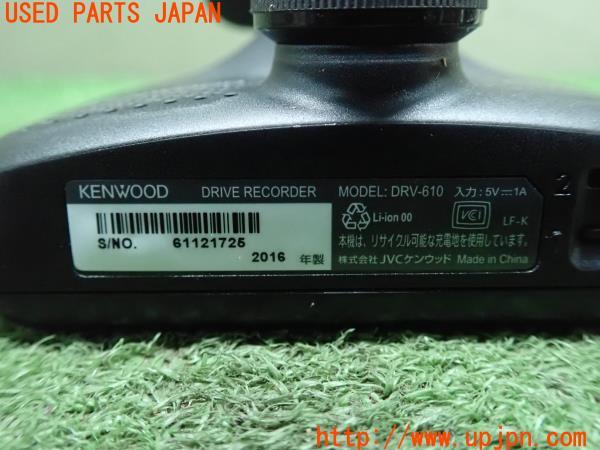 USED PARTS JAPAN
KENWOOD DRIVE RECORDER MODEL: DRV-610 入力:5V⎓1A
Li-ion 00 VCI LF-K
本機は、リサイクル可能な充電地を使用しています。
S/NO. 61121725
2016 年製
株式会社 JVCケンウッド Made in China
2
1
http://www.upjpn.com